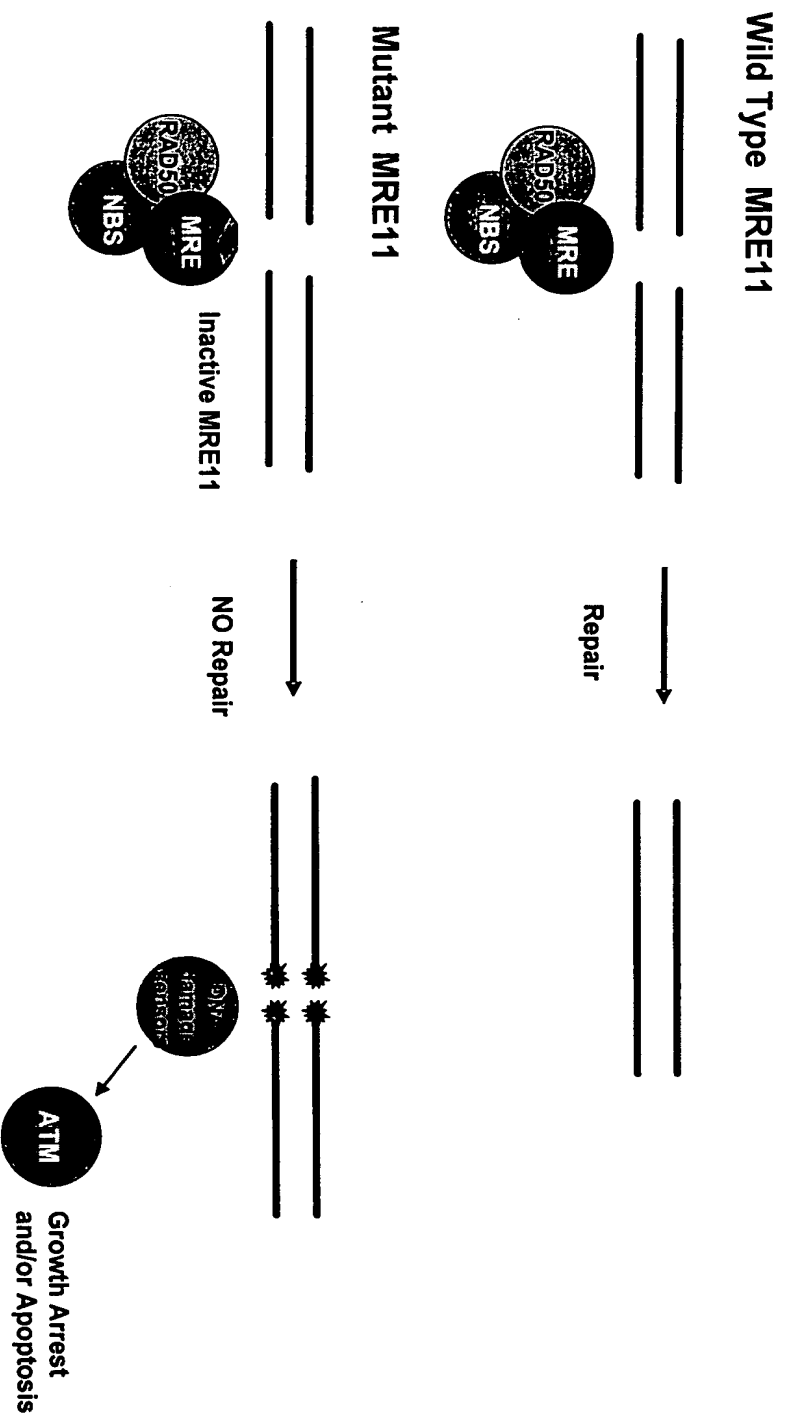 Wild Type MRE11
RAD50
MRE
NBS
Repair
Mutant MRE11
RAD50
MRE
NBS
Inactive MRE11
NO Repair
ATM
Growth Arrest
and/or Apoptosis